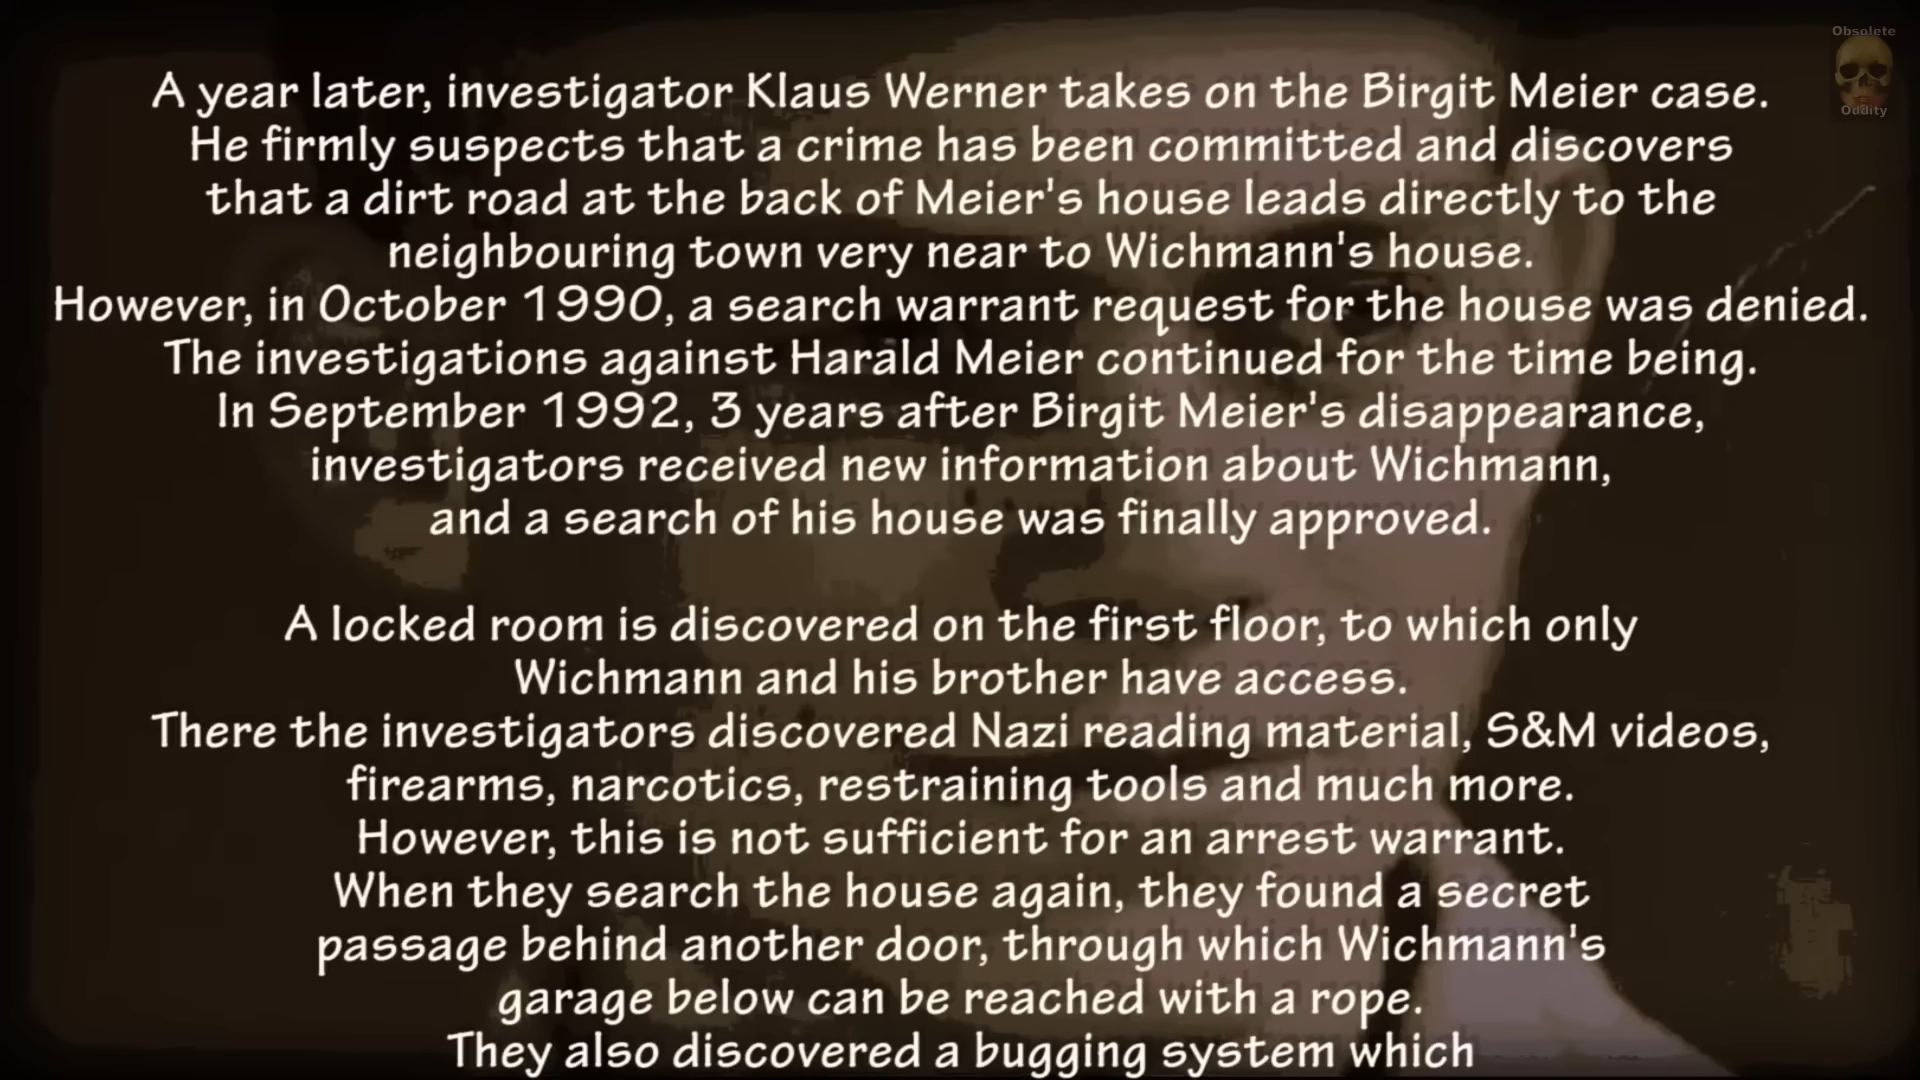 Obsolete
Oddity
A year later, investigator Klaus Werner takes on the Birgit Meier case.
He firmly suspects that a crime has been committed and discovers
that a dirt road at the back of Meier's house leads directly to the
neighbouring town very near to Wichmann's house.
However, in October 1990, a search warrant request for the house was denied.
The investigations against Harald Meier continued for the time being.
In September 1992, 3 years after Birgit Meier's disappearance,
investigators received new information about Wichmann,
and a search of his house was finally approved.
A locked room is discovered on the first floor, to which only
Wichmann and his brother have access.
There the investigators discovered Nazi reading material, S&M videos,
firearms, narcotics, restraining tools and much more.
However, this is not sufficient for an arrest warrant.
When they search the house again, they found a secret
passage behind another door, through which Wichmann's
garage below can be reached with a rope.
They also discovered a bugging system which